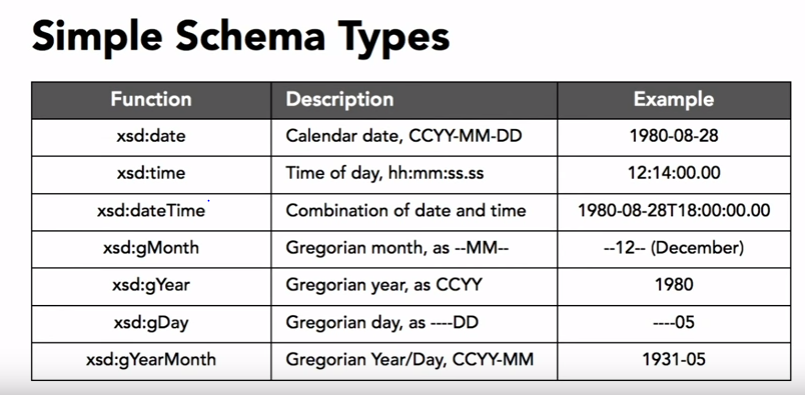 Simple Schema Types
Function Description Example
xsd:date Calendar date, CCYY-MM-DD 1980-08-28
xsd:time Time of day, hh:mm:ss.ss 12:14:00.00
xsd:dateTime Combination of date and time 1980-08-28T18:00:00.00
xsd:gMonth Gregorian month, as --MM-- --12-- (December)
xsd:gYear Gregorian year, as CCYY 1980
xsd:gDay Gregorian day, as ----DD ----05
xsd:gYearMonth Gregorian Year/Day, CCYY-MM 1931-05